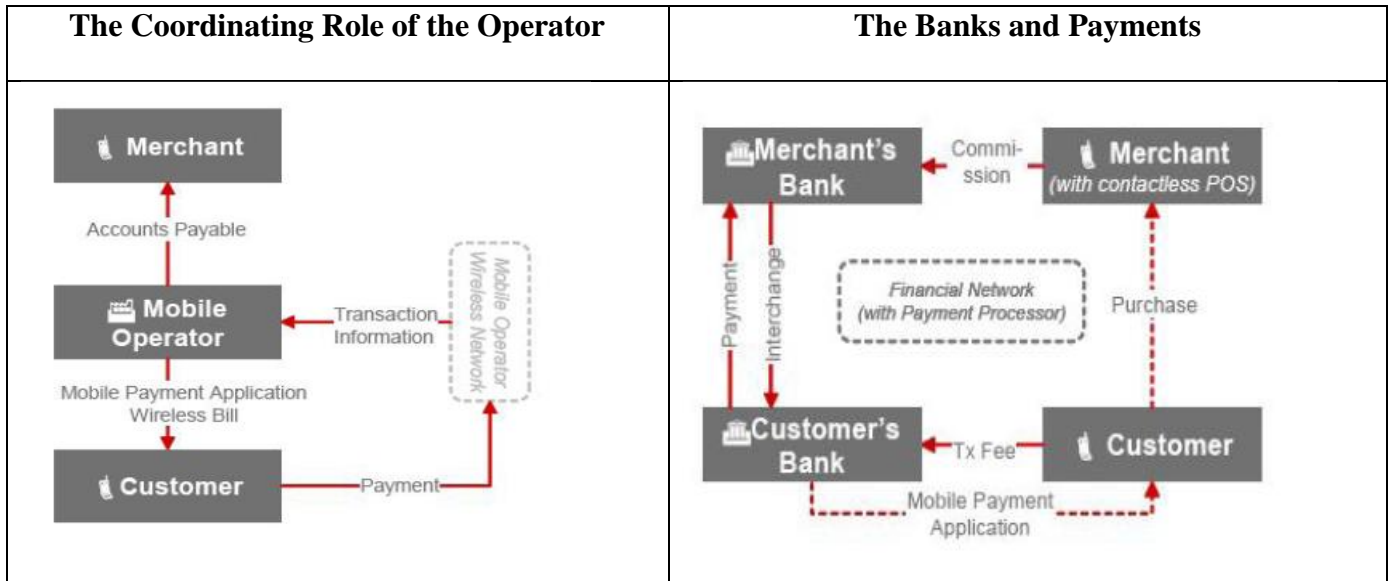 The Coordinating Role of the Operator
The Banks and Payments
Merchant
Accounts Payable
Mobile
Operator
Transaction
Information
Mobile Operator
Wireless Network
Mobile Payment Application
Wireless Bill
Customer
Payment
Merchant's
Bank
Commi-
ssion
Merchant
(with contactless POS)
Payment
Interchange
Financial Network
(with Payment Processor)
Purchase
Customer's
Bank
Tx Fee
Customer
Mobile Payment
Application